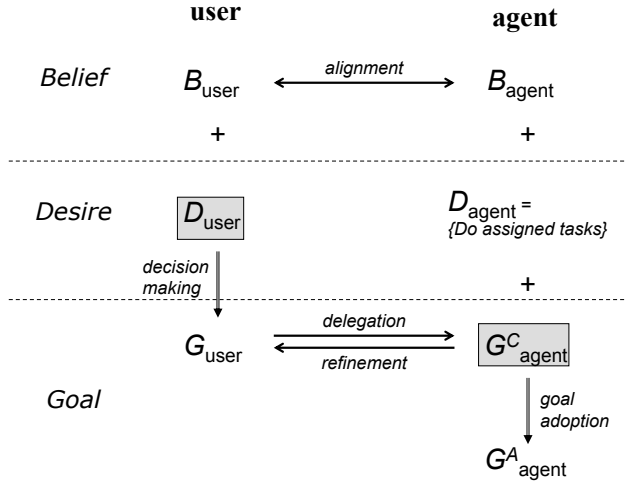 user agent
Belief B_user alignment B_agent
+ +
Desire D_user D_agent =
{Do assigned tasks}
decision
making
+
delegation
G_user G^C_agent
refinement
Goal
goal
adoption
G^A_agent